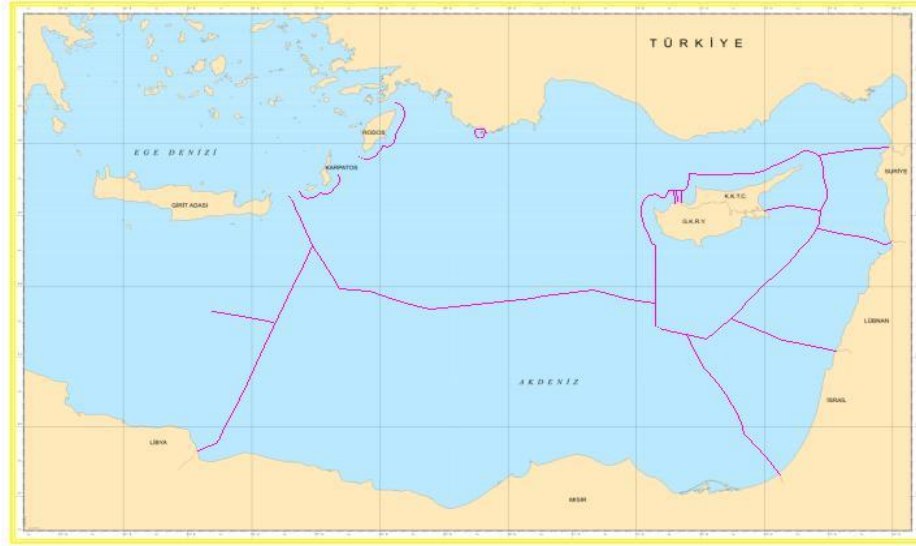 TÜRKİYE
RODOS
EGE DENİZİ
KARPATOS
SURİYE
K.K.T.C.
GİRİT ADASI
G.K.R.Y.
LÜBNAN
AKDENİZ
İSRAİL
LİBYA
MISIR